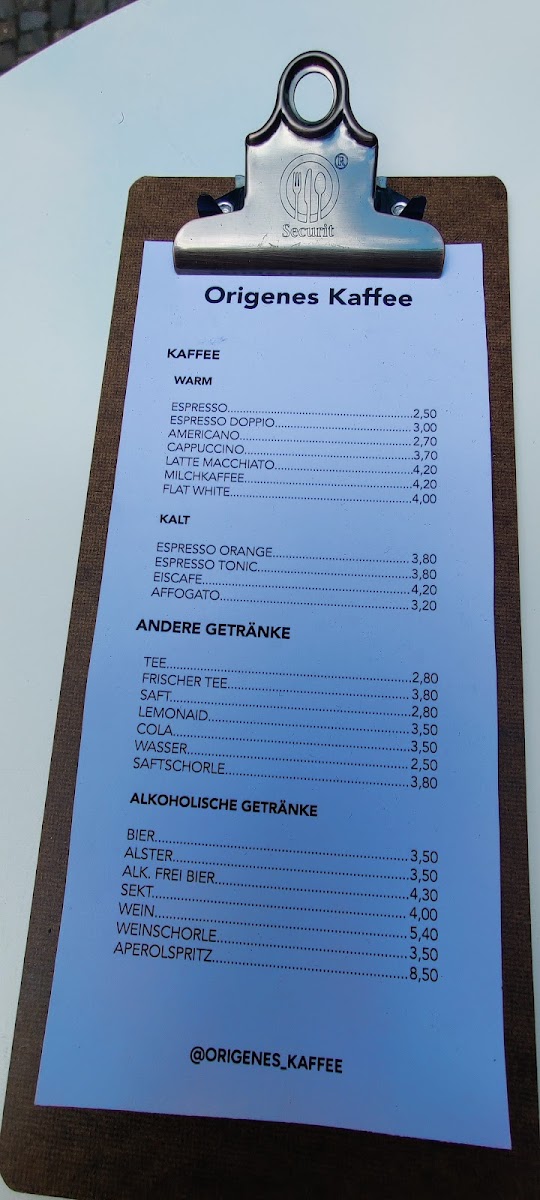 ®
Securit
Origenes Kaffee
KAFFEE
WARM
ESPRESSO........2,50
ESPRESSO DOPPIO........3,00
AMERICANO........2,70
CAPPUCCINO........3,70
LATTE MACCHIATO........4,20
MILCHKAFFEE........4,20
FLAT WHITE........4,00
KALT
ESPRESSO ORANGE........3,80
ESPRESSO TONIC........3,80
EISCAFE........4,20
AFFOGATO........3,20
ANDERE GETRÄNKE
TEE........2,80
FRISCHER TEE........3,80
SAFT........2,80
LEMONAID........3,50
COLA........3,50
WASSER........2,50
SAFTSCHORLE........3,80
ALKOHOLISCHE GETRÄNKE
BIER........3,50
ALSTER........3,50
ALK. FREI BIER........4,30
SEKT........4,00
WEIN........5,40
WEINSCHORLE........3,50
APEROLSPRITZ........8,50
@ORIGENES_KAFFEE